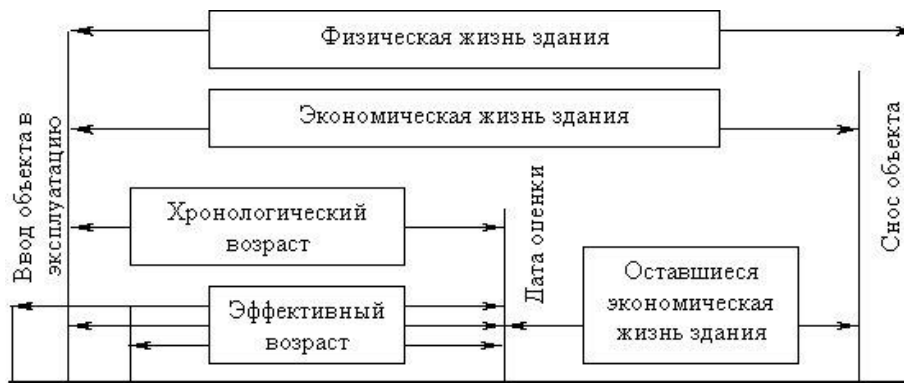 Физическая жизнь здания
Экономическая жизнь здания
Ввод объекта в
эксплуатацию
Хронологический
возраст
Эффективный
возраст
Дата оценки
Оставшиеся
экономическая
жизнь здания
Снос объекта